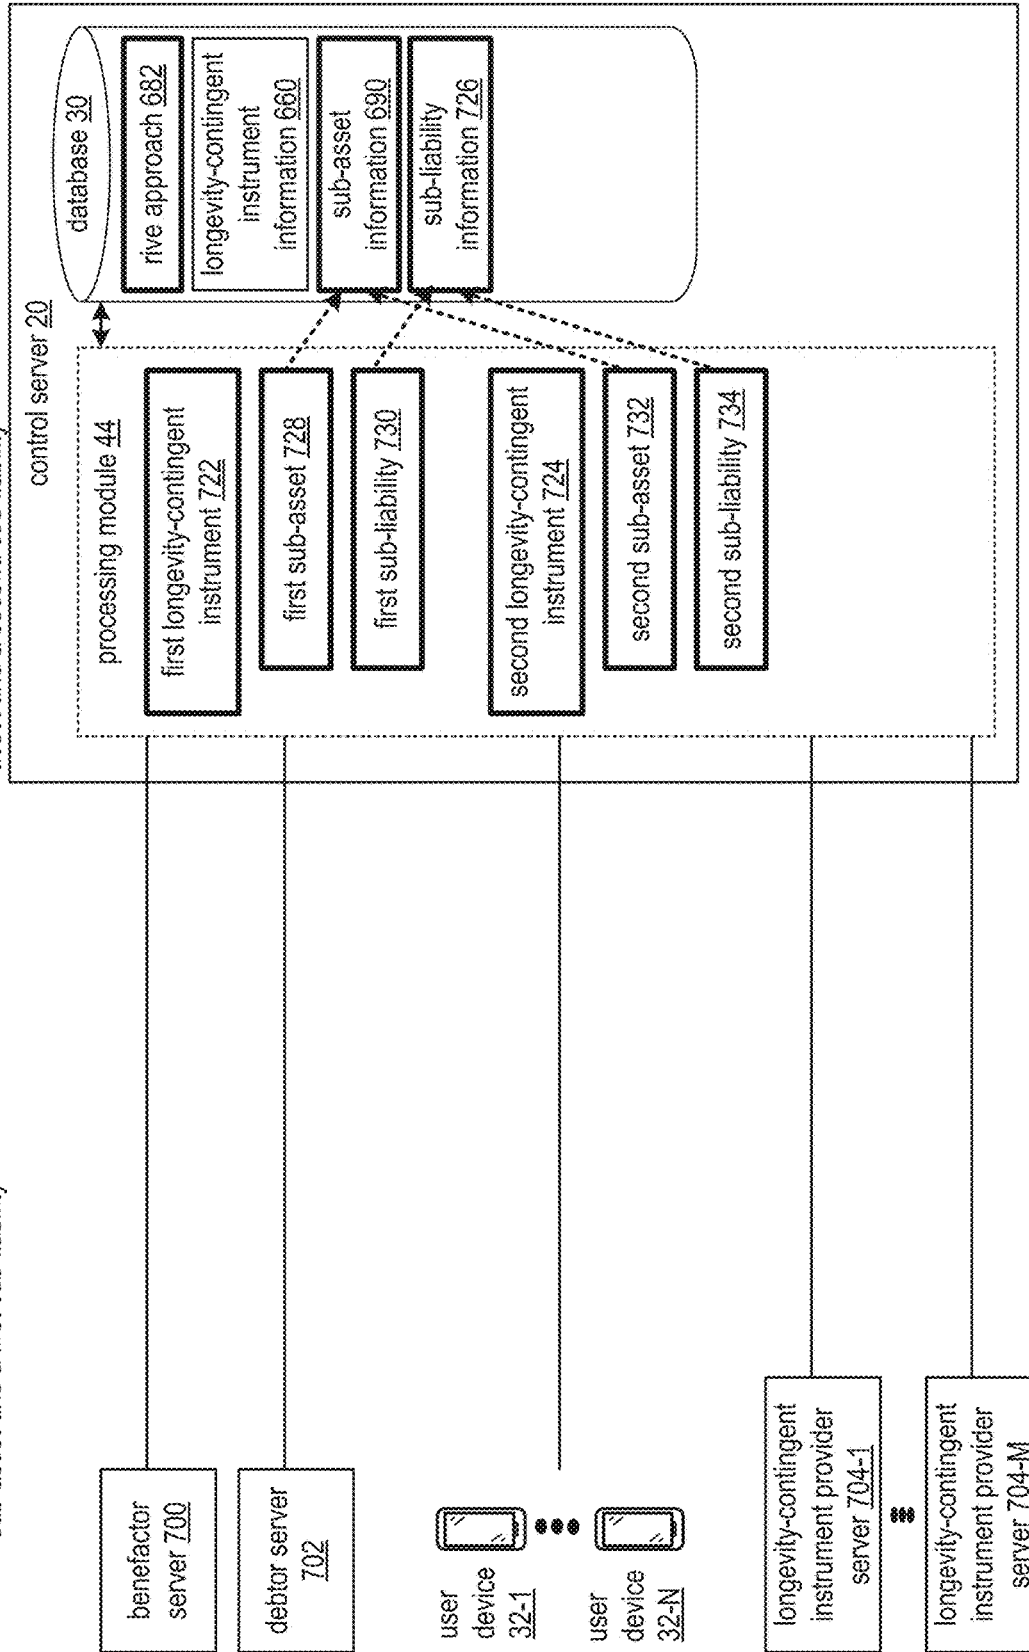 control server 20
database 30
rive approach 682
longevity-contingent
instrument
information 660
sub-asset
information 690
sub-liability
information 726
processing module 44
first longevity-contingent
instrument 722
first sub-asset 728
first sub-liability 730
second longevity-contingent
instrument 724
second sub-asset 732
second sub-liability 734
benefactor
server 700
debtor server
702
user
device
32-1
user
device
32-N
longevity-contingent
instrument provider
server 704-1
longevity-contingent
instrument provider
server 704-M